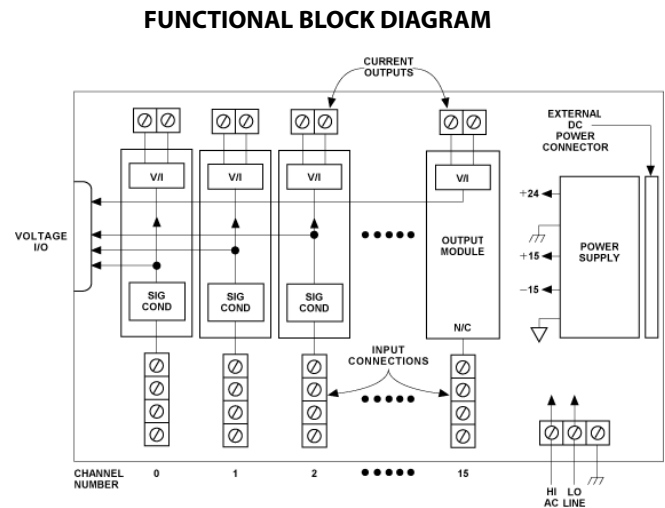 FUNCTIONAL BLOCK DIAGRAM
CURRENT
OUTPUTS
EXTERNAL
DC
POWER
CONNECTOR
V/I
V/I
V/I
V/I
VOLTAGE
I/O
OUTPUT
MODULE
+24
+15
−15
POWER
SUPPLY
SIG
COND
SIG
COND
SIG
COND
N/C
INPUT
CONNECTIONS
CHANNEL
NUMBER
0
1
2
15
HI
AC
LO
LINE